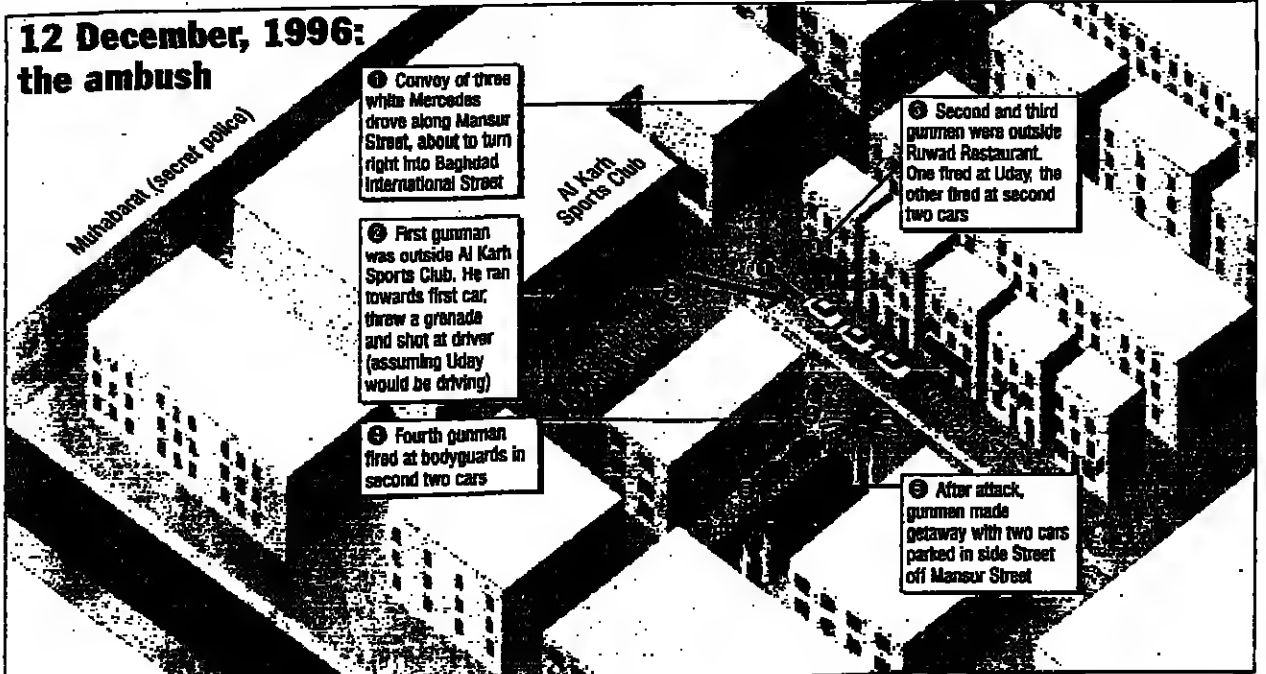 12 December, 1996:
the ambush
Muhabarat (secret police)
Al Karh
Sports Club
❶ Convoy of three
white Mercedes
drove along Mansur
Street, about to turn
right into Baghdad
International Street
❷ First gunman
was outside Al Karh
Sports Club. He ran
towards first car,
threw a grenade
and shot at driver
(assuming Uday
would be driving)
❸ Second and third
gunmen were outside
Ruwad Restaurant.
One fired at Uday, the
other fired at second
two cars
❹ Fourth gunman
fired at bodyguards in
second two cars
❺ After attack,
gunmen made
getaway with two cars
parked in side Street
off Mansur Street